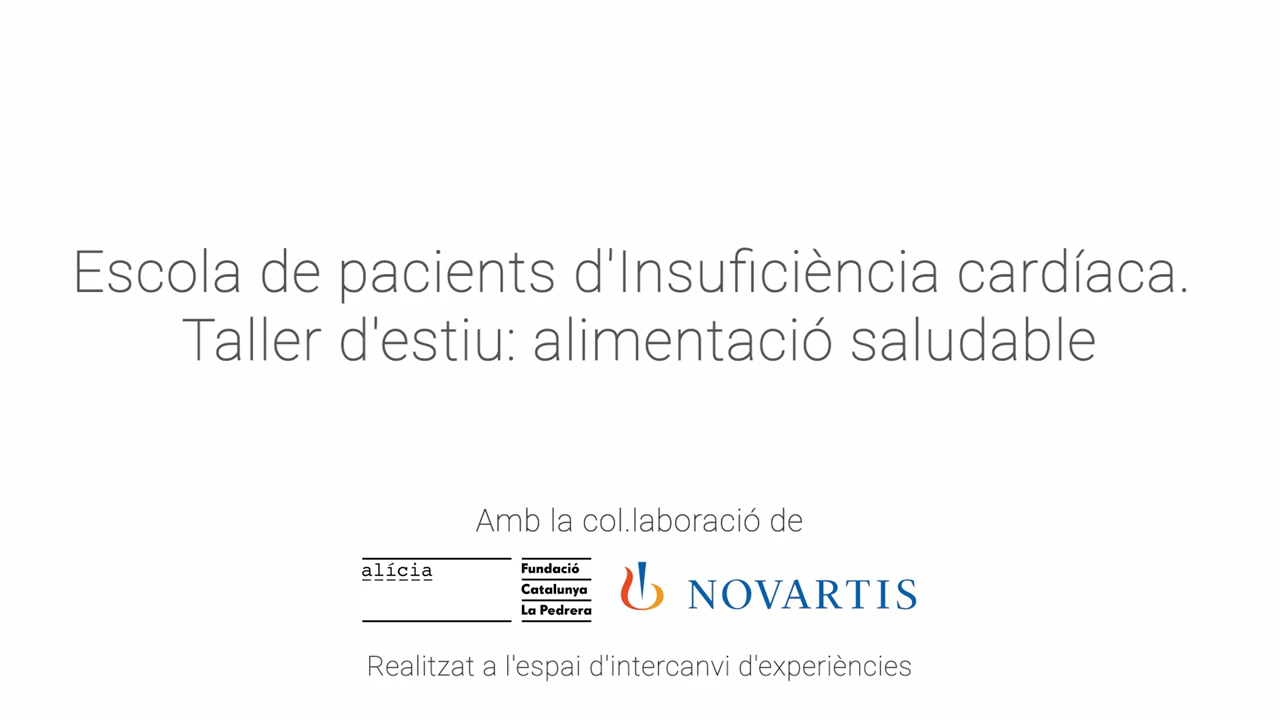 Escola de pacients d'Insuficiència cardíaca.
Taller d'estiu: alimentació saludable
Amb la col.laboració de
alícia
Fundació
Catalunya
La Pedrera
NOVARTIS
Realitzat a l'espai d'intercanvi d'experiències